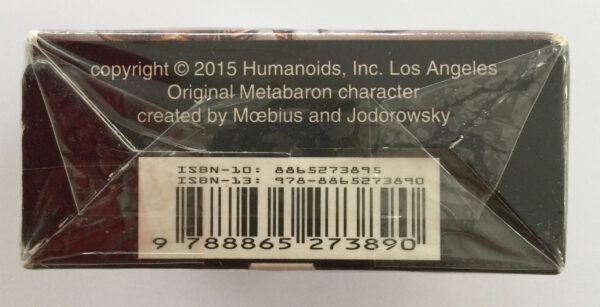 copyright © 2015 Humanoids, Inc. Los Angeles
Original Metabaron character
created by Mœbius and Jodorowsky
ISBN-10: 8865273895
ISBN-13: 978-8865273890
9 788865 273890